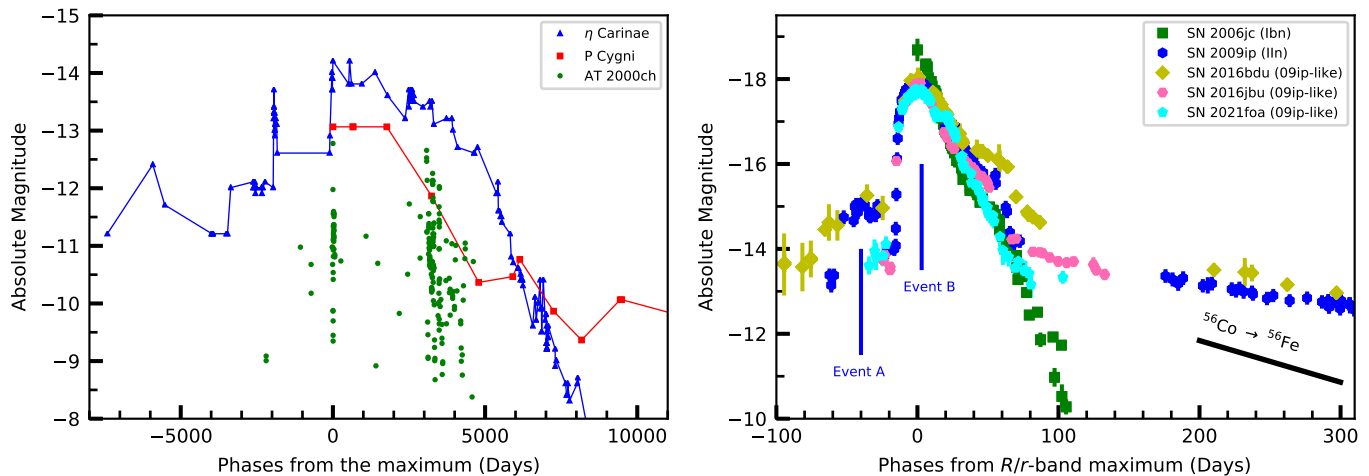 -15
-14
-13
-12
-11
-10
-9
-8
Absolute Magnitude
−5000
0
5000
10000
Phases from the maximum (Days)
η Carinae
P Cygni
AT 2000ch
-18
-16
-14
-12
-10
Absolute Magnitude
−100
0
100
200
300
Phases from R/r-band maximum (Days)
SN 2006jc (Ibn)
SN 2009ip (IIn)
SN 2016bdu (09ip-like)
SN 2016jbu (09ip-like)
SN 2021foa (09ip-like)
Event B
Event A
⁵⁶Co → ⁵⁶Fe